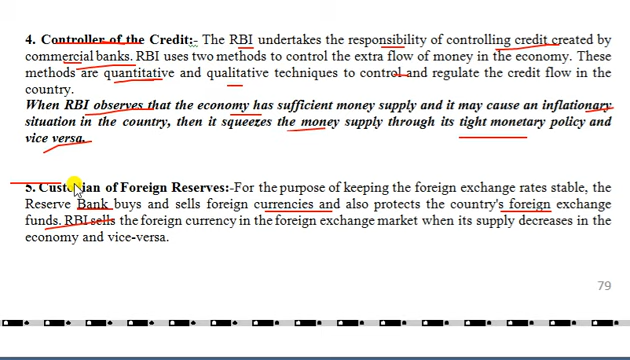 4. Controller of the Credit:- The RBI undertakes the responsibility of controlling credit created by
commercial banks. RBI uses two methods to control the extra flow of money in the economy. These
methods are quantitative and qualitative techniques to control and regulate the credit flow in the
country.
When RBI observes that the economy has sufficient money supply and it may cause an inflationary
situation in the country, then it squeezes the money supply through its tight monetary policy and
vice versa.
5. Custodian of Foreign Reserves:-For the purpose of keeping the foreign exchange rates stable, the
Reserve Bank buys and sells foreign currencies and also protects the country's foreign exchange
funds. RBI sells the foreign currency in the foreign exchange market when its supply decreases in the
economy and vice-versa.
79